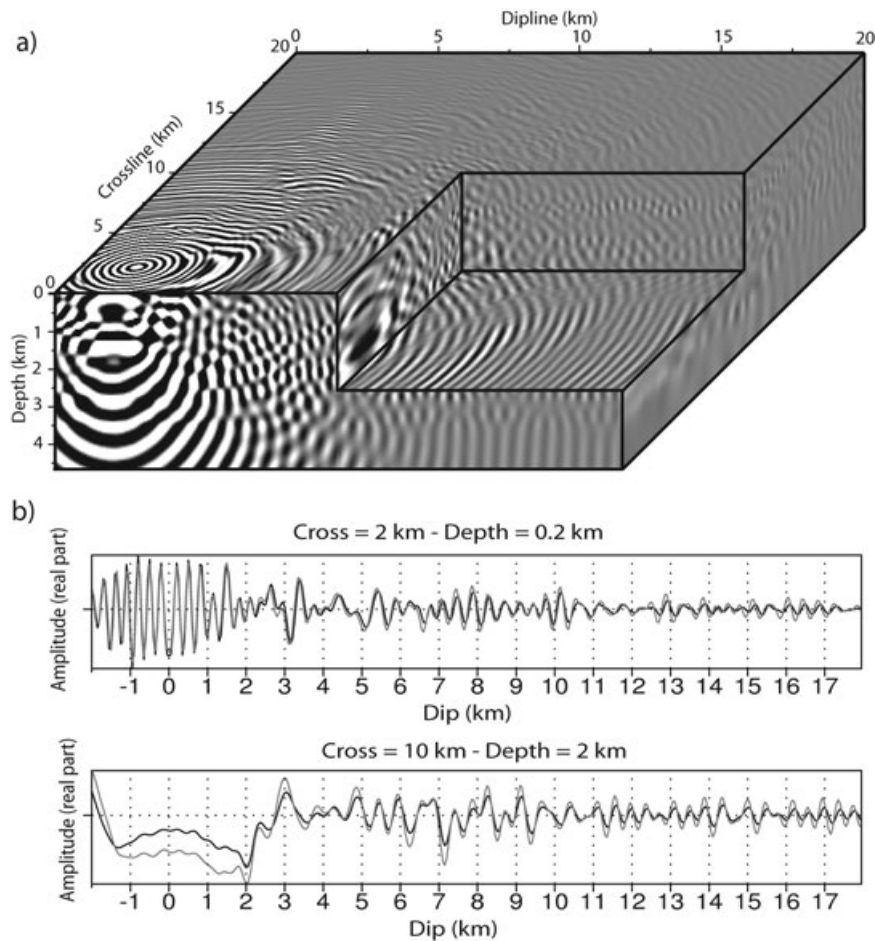 a)
Dipline (km)
0 5 10 15 20
Crossline (km)
20
15
10
5
0
Depth (km)
0
1
2
3
4
b)
Cross = 2 km - Depth = 0.2 km
Amplitude (real part)
-1 0 1 2 3 4 5 6 7 8 9 10 11 12 13 14 15 16 17
Dip (km)
Cross = 10 km - Depth = 2 km
Amplitude (real part)
-1 0 1 2 3 4 5 6 7 8 9 10 11 12 13 14 15 16 17
Dip (km)